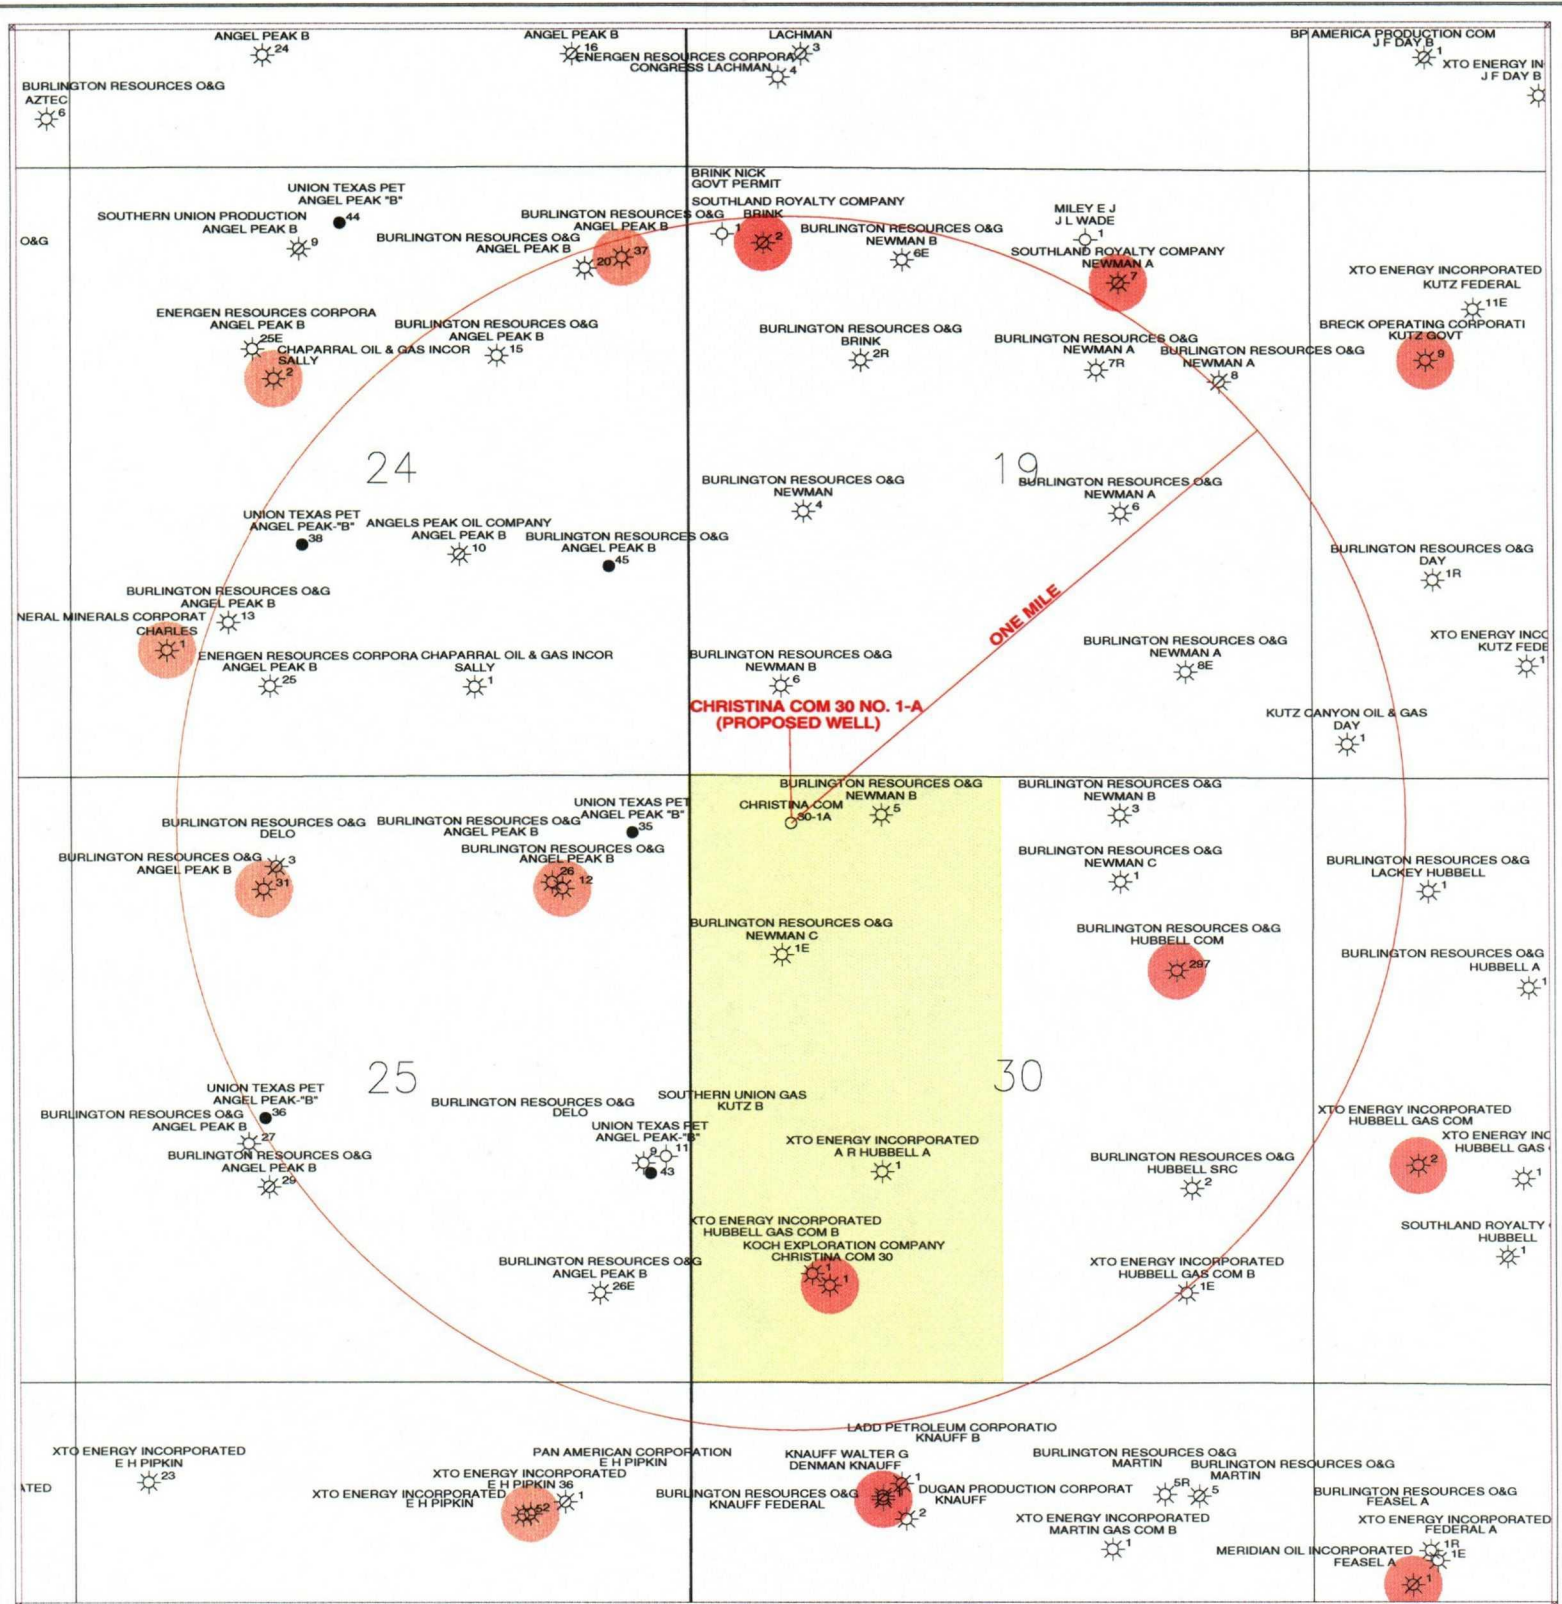 ANGEL PEAK B
24
ANGEL PEAK B
16
LACHMAN
3
ENERGEN RESOURCES CORPORA
CONGRESS LACHMAN
4
BP AMERICA PRODUCTION COM
J F DAY B
1
XTO ENERGY IN
J F DAY B
BURLINGTON RESOURCES O&G
AZTEC
6
O&G
UNION TEXAS PET
ANGEL PEAK "B"
44
SOUTHERN UNION PRODUCTION
ANGEL PEAK B
9
BURLINGTON RESOURCES O&G
ANGEL PEAK B
37
BURLINGTON RESOURCES O&G
ANGEL PEAK B
20
BRINK NICK
GOVT PERMIT
1
SOUTHLAND ROYALTY COMPANY
BRINK
2
BURLINGTON RESOURCES O&G
NEWMAN B
6E
MILEY E J
J L WADE
1
SOUTHLAND ROYALTY COMPANY
NEWMAN A
7
XTO ENERGY INCORPORATED
KUTZ FEDERAL
11E
BRECK OPERATING CORPORATI
KUTZ GOVT
9
ENERGEN RESOURCES CORPORA
ANGEL PEAK B
25E
CHAPARRAL OIL & GAS INCOR
SALLY
2
BURLINGTON RESOURCES O&G
ANGEL PEAK B
15
BURLINGTON RESOURCES O&G
BRINK
2R
BURLINGTON RESOURCES O&G
NEWMAN A
7R
BURLINGTON RESOURCES O&G
NEWMAN A
8
24
19
BURLINGTON RESOURCES O&G
NEWMAN
4
BURLINGTON RESOURCES O&G
NEWMAN A
6
UNION TEXAS PET
ANGEL PEAK-"B"
38
ANGELS PEAK OIL COMPANY
ANGEL PEAK B
10
BURLINGTON RESOURCES O&G
ANGEL PEAK B
45
BURLINGTON RESOURCES O&G
DAY
1R
BURLINGTON RESOURCES O&G
ANGEL PEAK B
13
NERAL MINERALS CORPORAT
CHARLES
1
ONE MILE
ENERGEN RESOURCES CORPORA
ANGEL PEAK B
25
CHAPARRAL OIL & GAS INCOR
SALLY
1
BURLINGTON RESOURCES O&G
NEWMAN B
6
BURLINGTON RESOURCES O&G
NEWMAN A
8E
XTO ENERGY INCO
KUTZ FEDE
1
CHRISTINA COM 30 NO. 1-A
(PROPOSED WELL)
KUTZ CANYON OIL & GAS
DAY
1
BURLINGTON RESOURCES O&G
NEWMAN B
5
CHRISTINA COM
30-1A
BURLINGTON RESOURCES O&G
NEWMAN B
3
UNION TEXAS PET
ANGEL PEAK "B"
35
BURLINGTON RESOURCES O&G
DELO
3
BURLINGTON RESOURCES O&G
ANGEL PEAK B
26
BURLINGTON RESOURCES O&G
ANGEL PEAK B
12
BURLINGTON RESOURCES O&G
ANGEL PEAK B
31
BURLINGTON RESOURCES O&G
NEWMAN C
1
BURLINGTON RESOURCES O&G
LACKEY HUBBELL
1
BURLINGTON RESOURCES O&G
NEWMAN C
1E
BURLINGTON RESOURCES O&G
HUBBELL COM
297
BURLINGTON RESOURCES O&G
HUBBELL A
1
25
30
UNION TEXAS PET
ANGEL PEAK-"B"
36
BURLINGTON RESOURCES O&G
ANGEL PEAK B
27
BURLINGTON RESOURCES O&G
ANGEL PEAK B
29
BURLINGTON RESOURCES O&G
DELO
9
SOUTHERN UNION GAS
KUTZ B
11
UNION TEXAS PET
ANGEL PEAK-"B"
43
XTO ENERGY INCORPORATED
A R HUBBELL A
1
BURLINGTON RESOURCES O&G
HUBBELL SRC
2
XTO ENERGY INCORPORATED
HUBBELL GAS COM
2
XTO ENERGY INC
HUBBELL GAS
1
SOUTHLAND ROYALTY
HUBBELL
1
XTO ENERGY INCORPORATED
HUBBELL GAS COM B
1
KOCH EXPLORATION COMPANY
CHRISTINA COM 30
1
BURLINGTON RESOURCES O&G
ANGEL PEAK B
26E
XTO ENERGY INCORPORATED
HUBBELL GAS COM B
1E
XTO ENERGY INCORPORATED
E H PIPKIN
23
ATED
PAN AMERICAN CORPORATION
E H PIPKIN
1
XTO ENERGY INCORPORATED
E H PIPKIN 36
XTO ENERGY INCORPORATED
E H PIPKIN
LADD PETROLEUM CORPORATIO
KNAUFF B
1
KNAUFF WALTER G
DENMAN KNAUFF
1
BURLINGTON RESOURCES O&G
KNAUFF FEDERAL
DUGAN PRODUCTION CORPORAT
KNAUFF
2
BURLINGTON RESOURCES O&G
MARTIN
5R
BURLINGTON RESOURCES O&G
MARTIN
5
XTO ENERGY INCORPORATED
MARTIN GAS COM B
1
BURLINGTON RESOURCES O&G
FEASEL A
1R
XTO ENERGY INCORPORATED
FEDERAL A
1E
MERIDIAN OIL INCORPORATED
FEASEL A
1